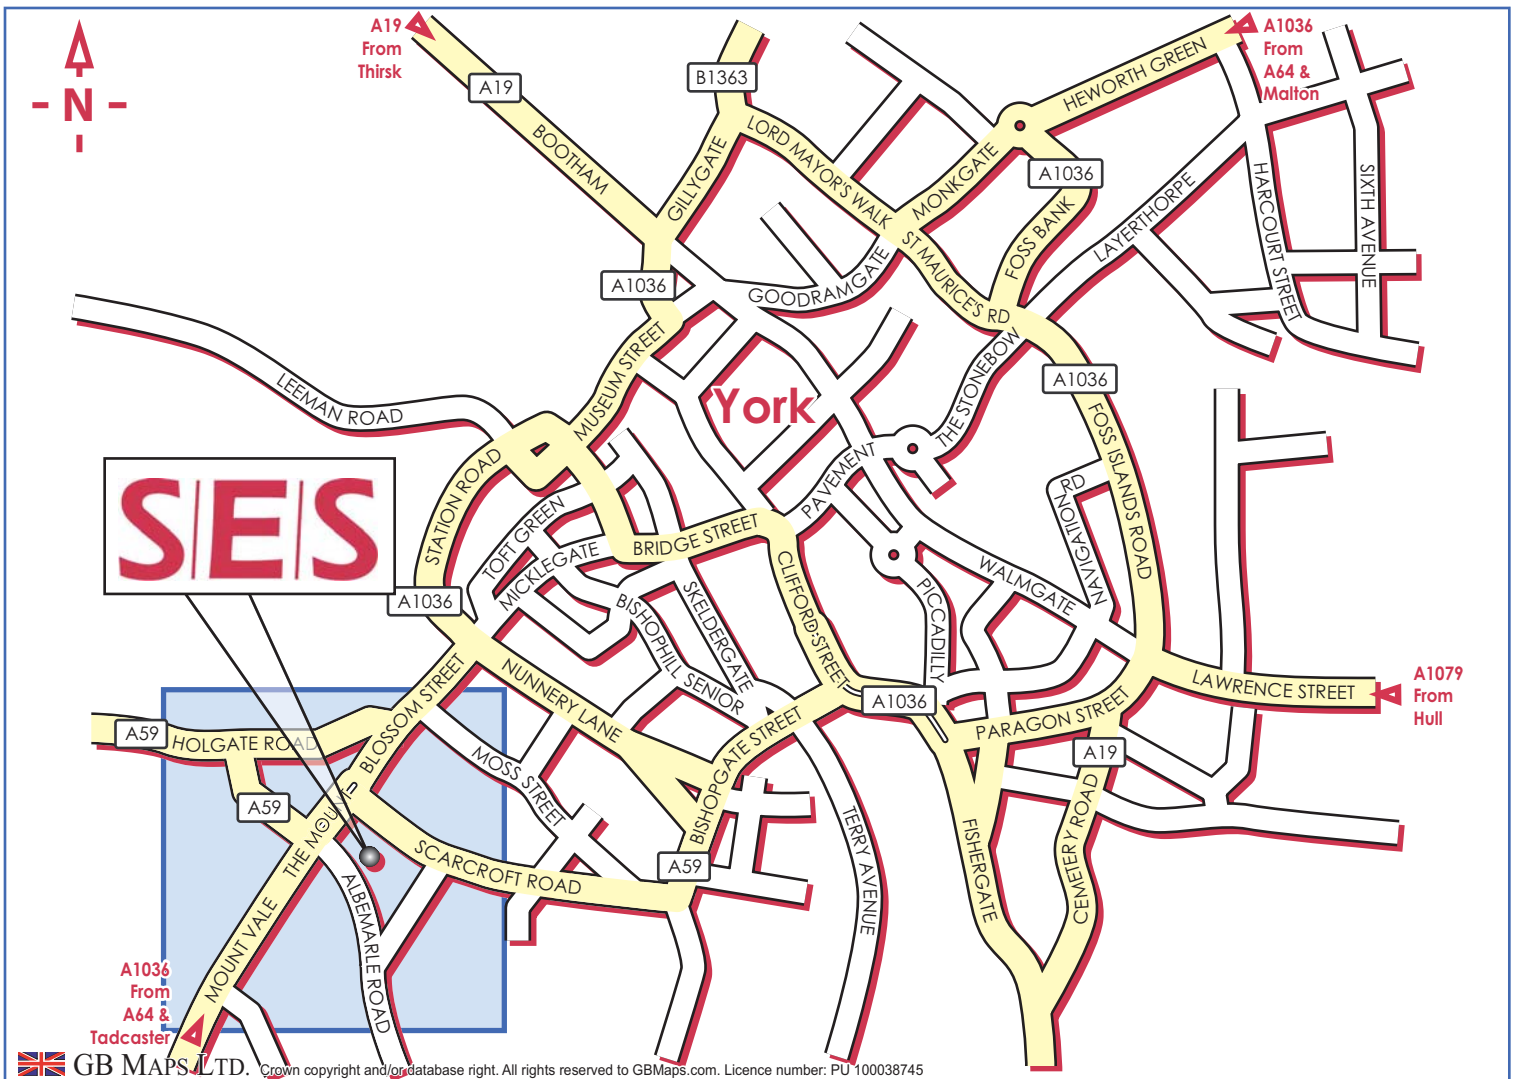 A19
From
Thirsk
A1036
From
A64 &
Malton
N
A19
B1363
BOOTHAM
GILLYGATE
LORD MAYOR'S WALK
MONKGATE
HEWORTH GREEN
A1036
FOSS BANK
LAYERTHORPE
HARCOURT STREET
SIXTH AVENUE
A1036
GOODRAMGATE
ST MAURICE'S RD
MUSEUM STREET
THE STONEBOW
A1036
LEEMAN ROAD
York
PAVEMENT
FOSS ISLANDS ROAD
NAVIGATION RD
STATION ROAD
TOFT GREEN
MICKLEGATE
BRIDGE STREET
CLIFFORD STREET
WALMGATE
PICCADILLY
SES
A1036
BISHOPHILL SENIOR
SKELDERGATE
NUNNERY LANE
BLOSSOM STREET
A1036
LAWRENCE STREET
A1079
From
Hull
PARAGON STREET
A19
A59
HOLGATE ROAD
A59
MOSS STREET
BISHOPGATE STREET
THE MOUNT
SCARCROFT ROAD
A59
TERRY AVENUE
FISHERGATE
CEMETERY ROAD
ALBEMARLE ROAD
MOUNT VALE
A1036
From
A64 &
Tadcaster
GB MAPS LTD. Crown copyright and/or database right. All rights reserved to GBMaps.com. Licence number: PU 100038745